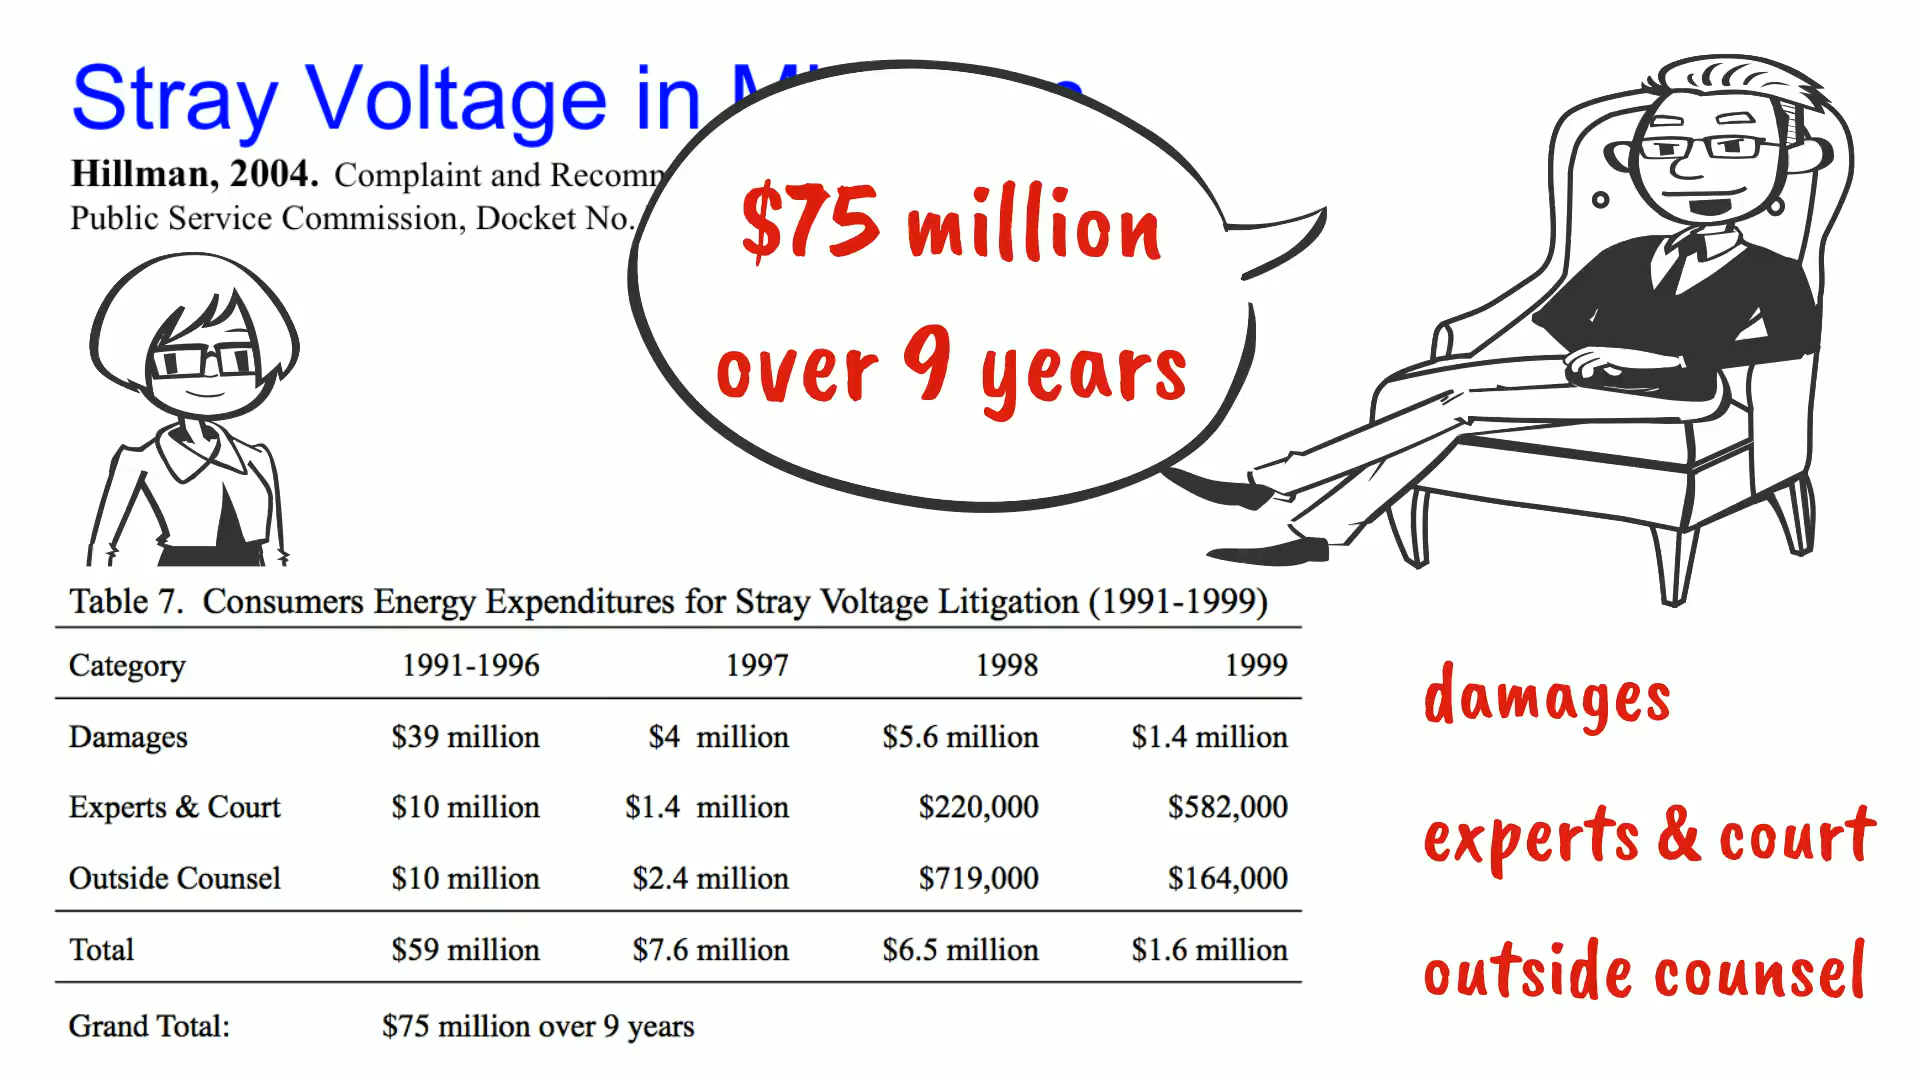 Stray Voltage in
Hillman, 2004. Complaint and Recomm
Public Service Commission, Docket No.
$75 million
over 9 years
Table 7. Consumers Energy Expenditures for Stray Voltage Litigation (1991-1999)
Category 1991-1996 1997 1998 1999
Damages $39 million $4 million $5.6 million $1.4 million
Experts & Court $10 million $1.4 million $220,000 $582,000
Outside Counsel $10 million $2.4 million $719,000 $164,000
Total $59 million $7.6 million $6.5 million $1.6 million
Grand Total: $75 million over 9 years
damages
experts & court
outside counsel